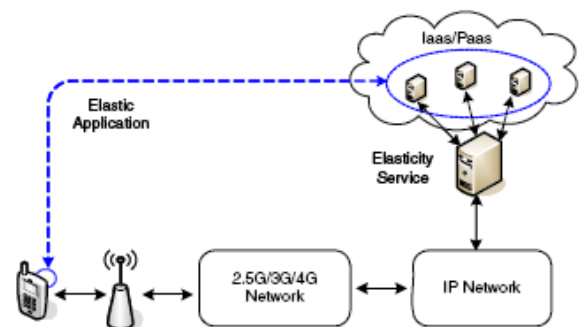 Iaas/Paas
Elastic
Application
Elasticity
Service
2.5G/3G/4G
Network
IP Network